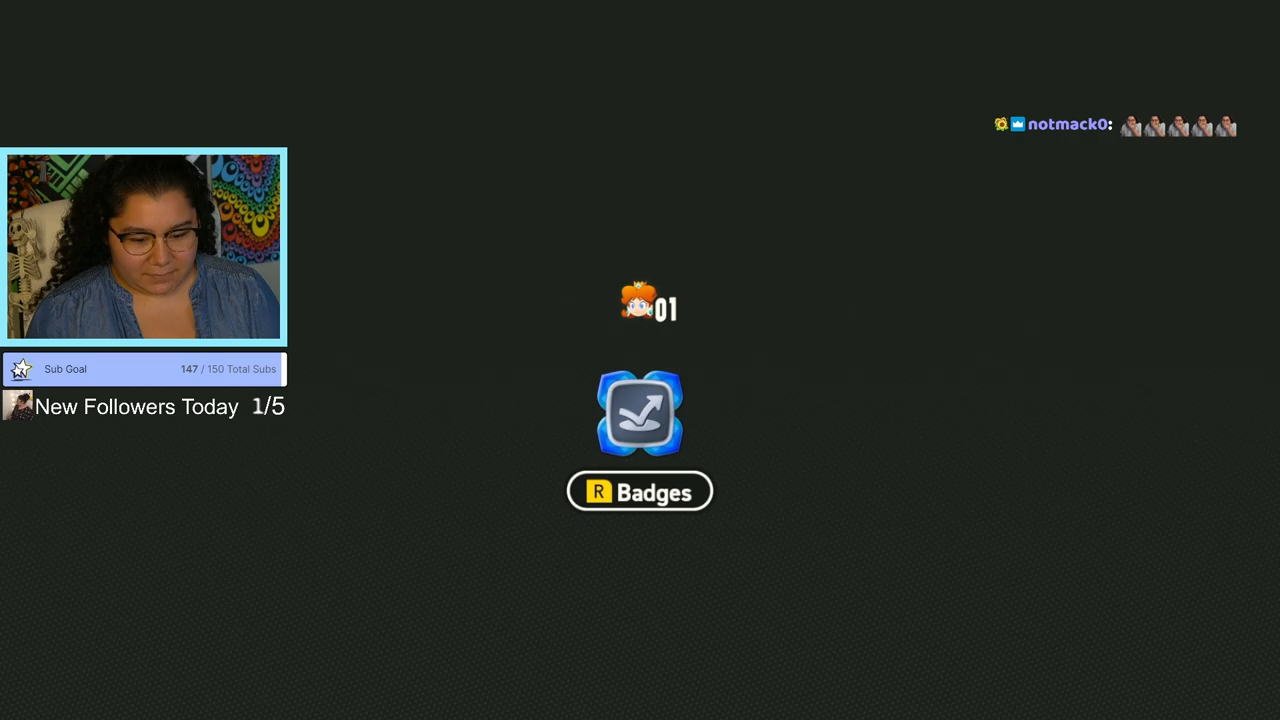 notmack0:
01
Sub Goal 147 / 150 Total Subs
New Followers Today 1/5
R Badges